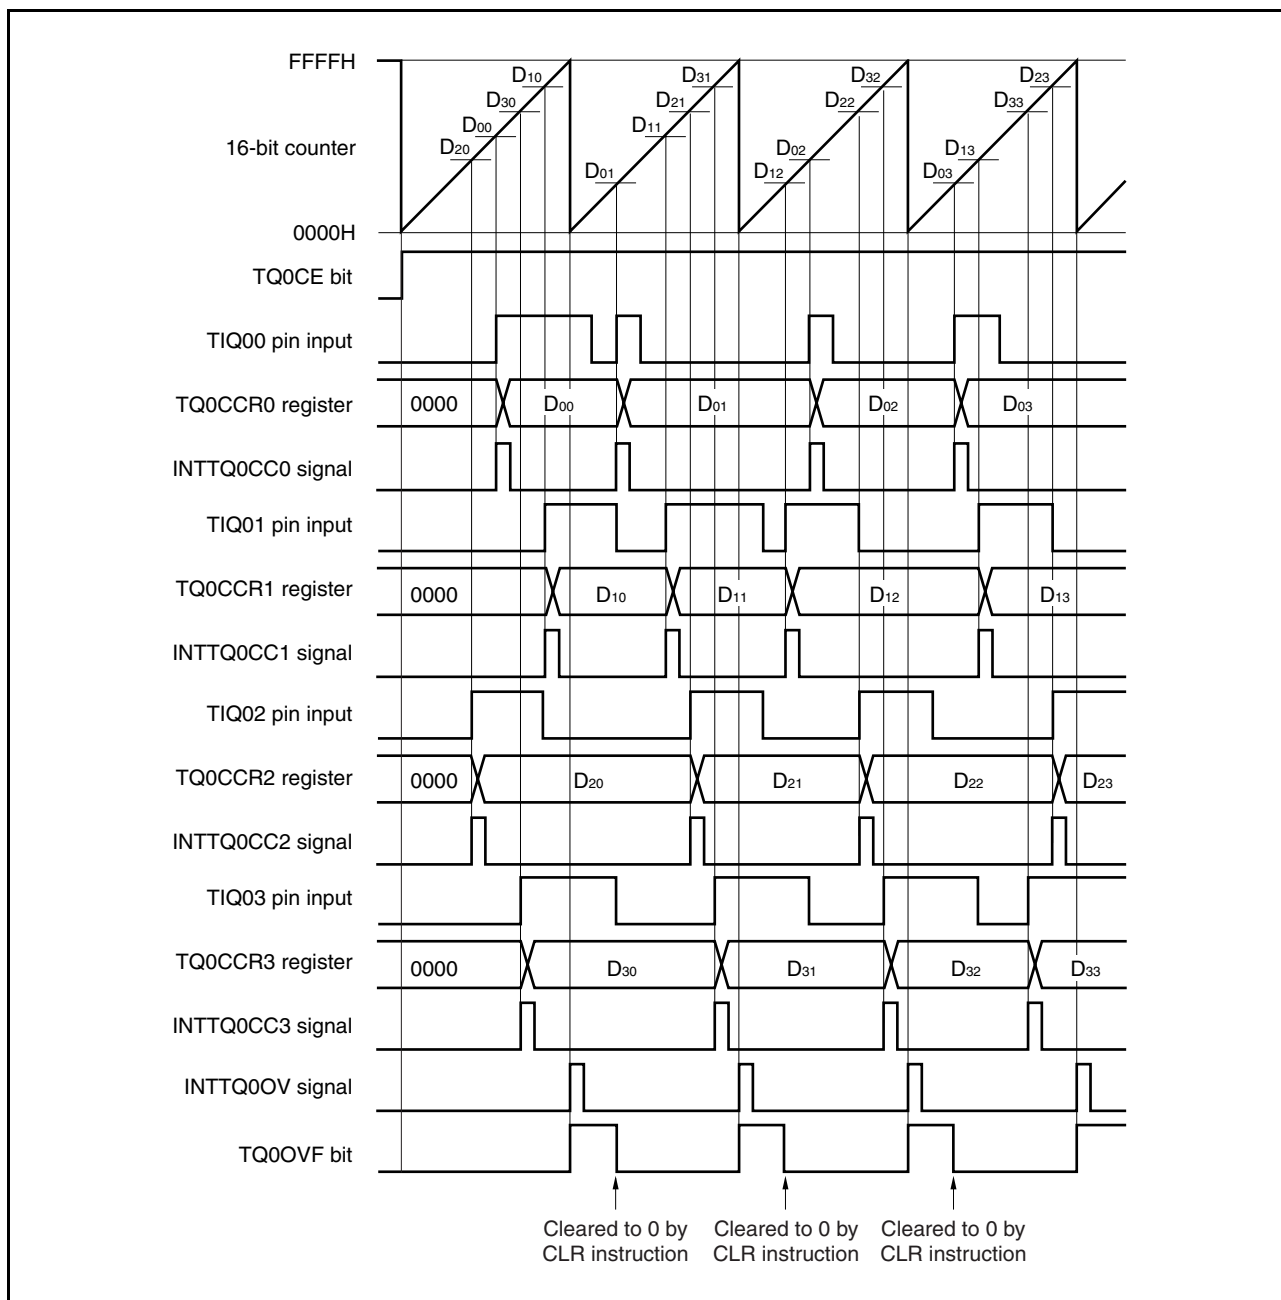 FFFFH
D10
D31
D32
D23
D30
D21
D22
D33
D00
D11
16-bit counter
D20
D02
D13
D01
D12
D03
0000H
TQ0CE bit
TIQ00 pin input
TQ0CCR0 register
0000
D00
D01
D02
D03
INTTQ0CC0 signal
TIQ01 pin input
TQ0CCR1 register
0000
D10
D11
D12
D13
INTTQ0CC1 signal
TIQ02 pin input
TQ0CCR2 register
0000
D20
D21
D22
D23
INTTQ0CC2 signal
TIQ03 pin input
TQ0CCR3 register
0000
D30
D31
D32
D33
INTTQ0CC3 signal
INTTQ0OV signal
TQ0OVF bit
Cleared to 0 by
CLR instruction
Cleared to 0 by
CLR instruction
Cleared to 0 by
CLR instruction